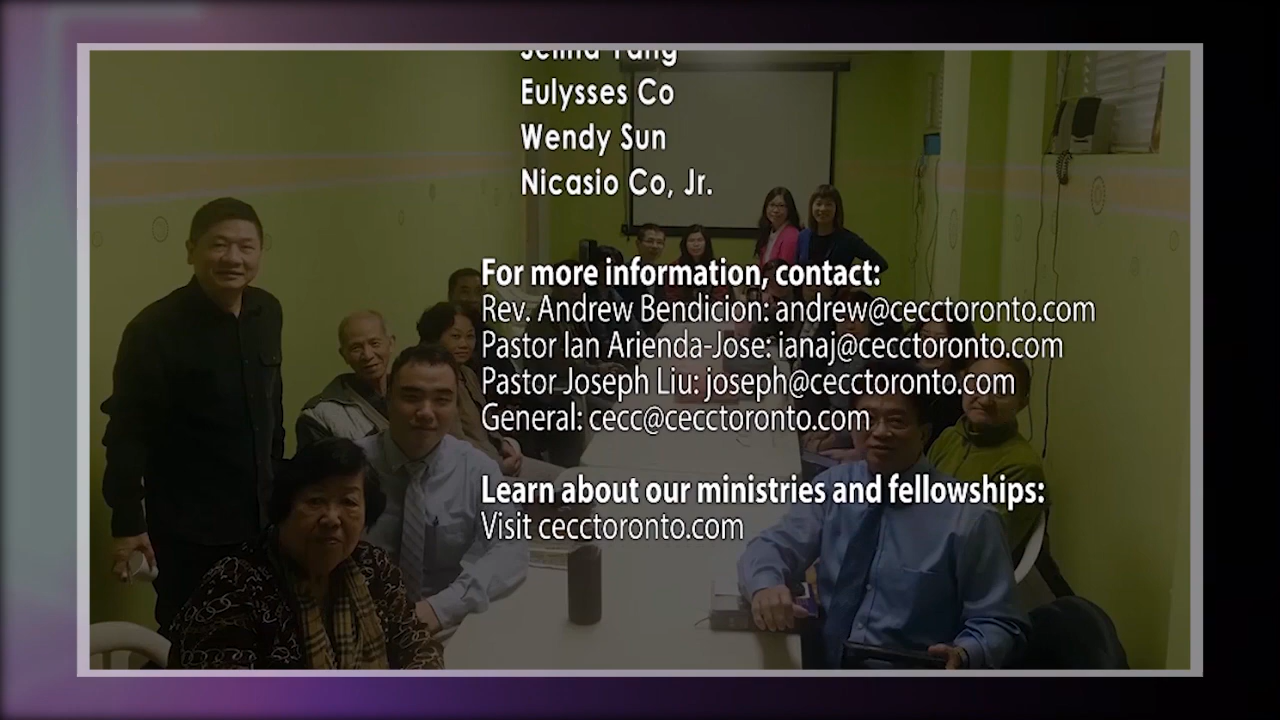 Eulysses Co
Wendy Sun
Nicasio Co, Jr.
For more information, contact:
Rev. Andrew Bendicion: andrew@cecctoronto.com
Pastor Ian Arienda-Jose: ianaj@cecctoronto.com
Pastor Joseph Liu: joseph@cecctoronto.com
General: cecc@cecctoronto.com
Learn about our ministries and fellowships:
Visit cecctoronto.com